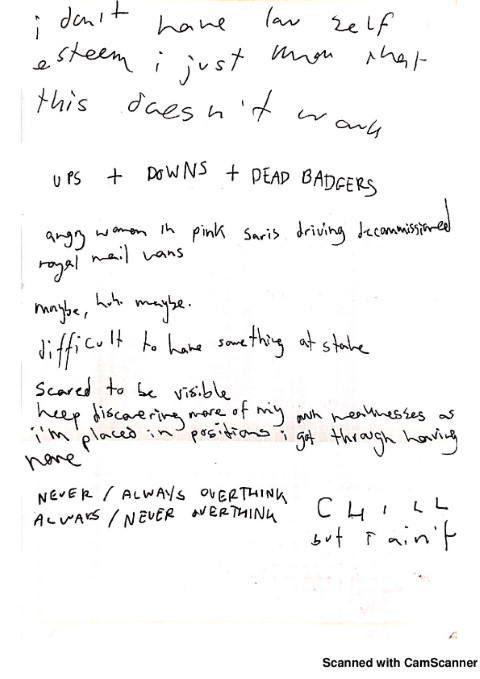 i don't have low self
esteem i just know that
this doesn't work
UPS + DOWNS + DEAD BADGERS
angry women in pink saris driving decommissioned
royal mail vans
maybe, huh. maybe.
difficult to have something at stake
Scared to be visible
keep discovering more of my own weaknesses as
i'm placed in positions i got through having
none
NEVER / ALWAYS OVERTHINK
ALWAYS / NEVER OVERTHINK
CHILL
but I ain't
Scanned with CamScanner